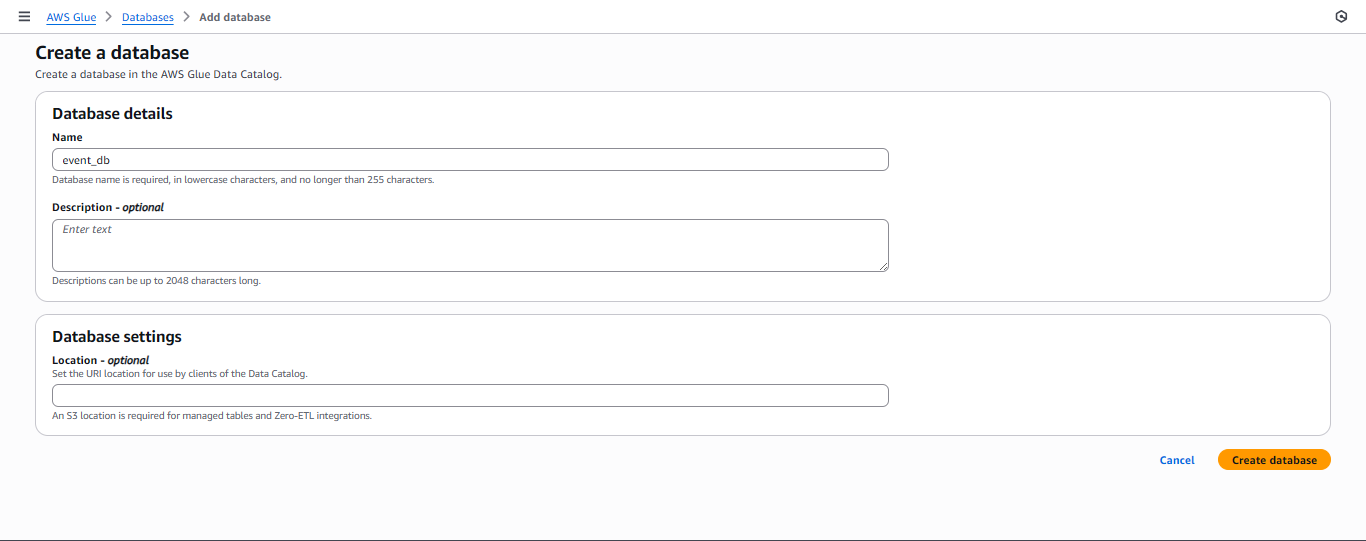 AWS Glue > Databases > Add database
Create a database
Create a database in the AWS Glue Data Catalog.
Database details
Name
event_db
Database name is required, in lowercase characters, and no longer than 255 characters.
Description - optional
Enter text
Descriptions can be up to 2048 characters long.
Database settings
Location - optional
Set the URI location for use by clients of the Data Catalog.
An S3 location is required for managed tables and Zero-ETL integrations.
Cancel Create database